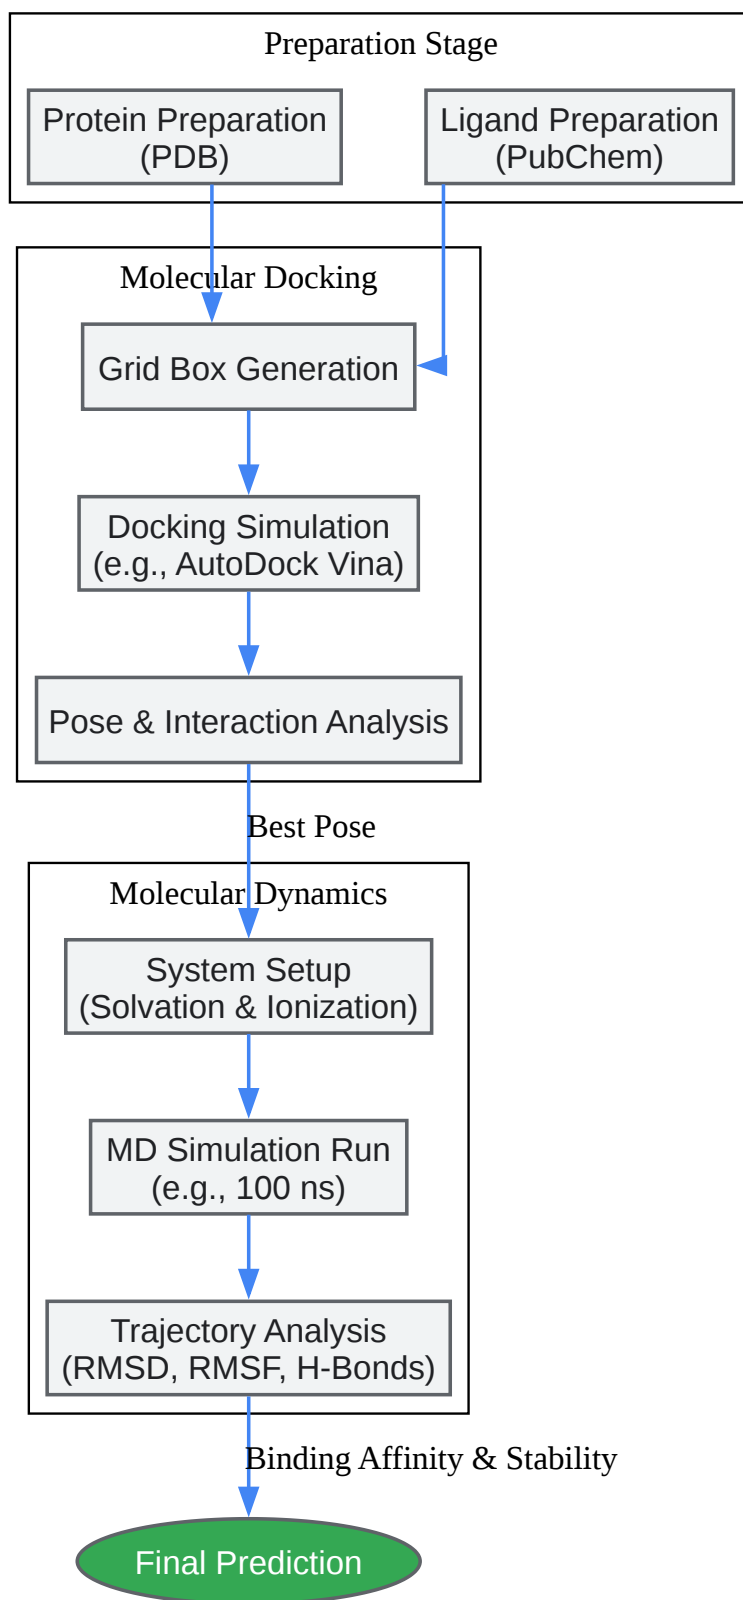 Preparation Stage
Protein Preparation
(PDB)
Ligand Preparation
(PubChem)
Molecular Docking
Grid Box Generation
Docking Simulation
(e.g., AutoDock Vina)
Pose & Interaction Analysis
Best Pose
Molecular Dynamics
System Setup
(Solvation & Ionization)
MD Simulation Run
(e.g., 100 ns)
Trajectory Analysis
(RMSD, RMSF, H-Bonds)
Binding Affinity & Stability
Final Prediction